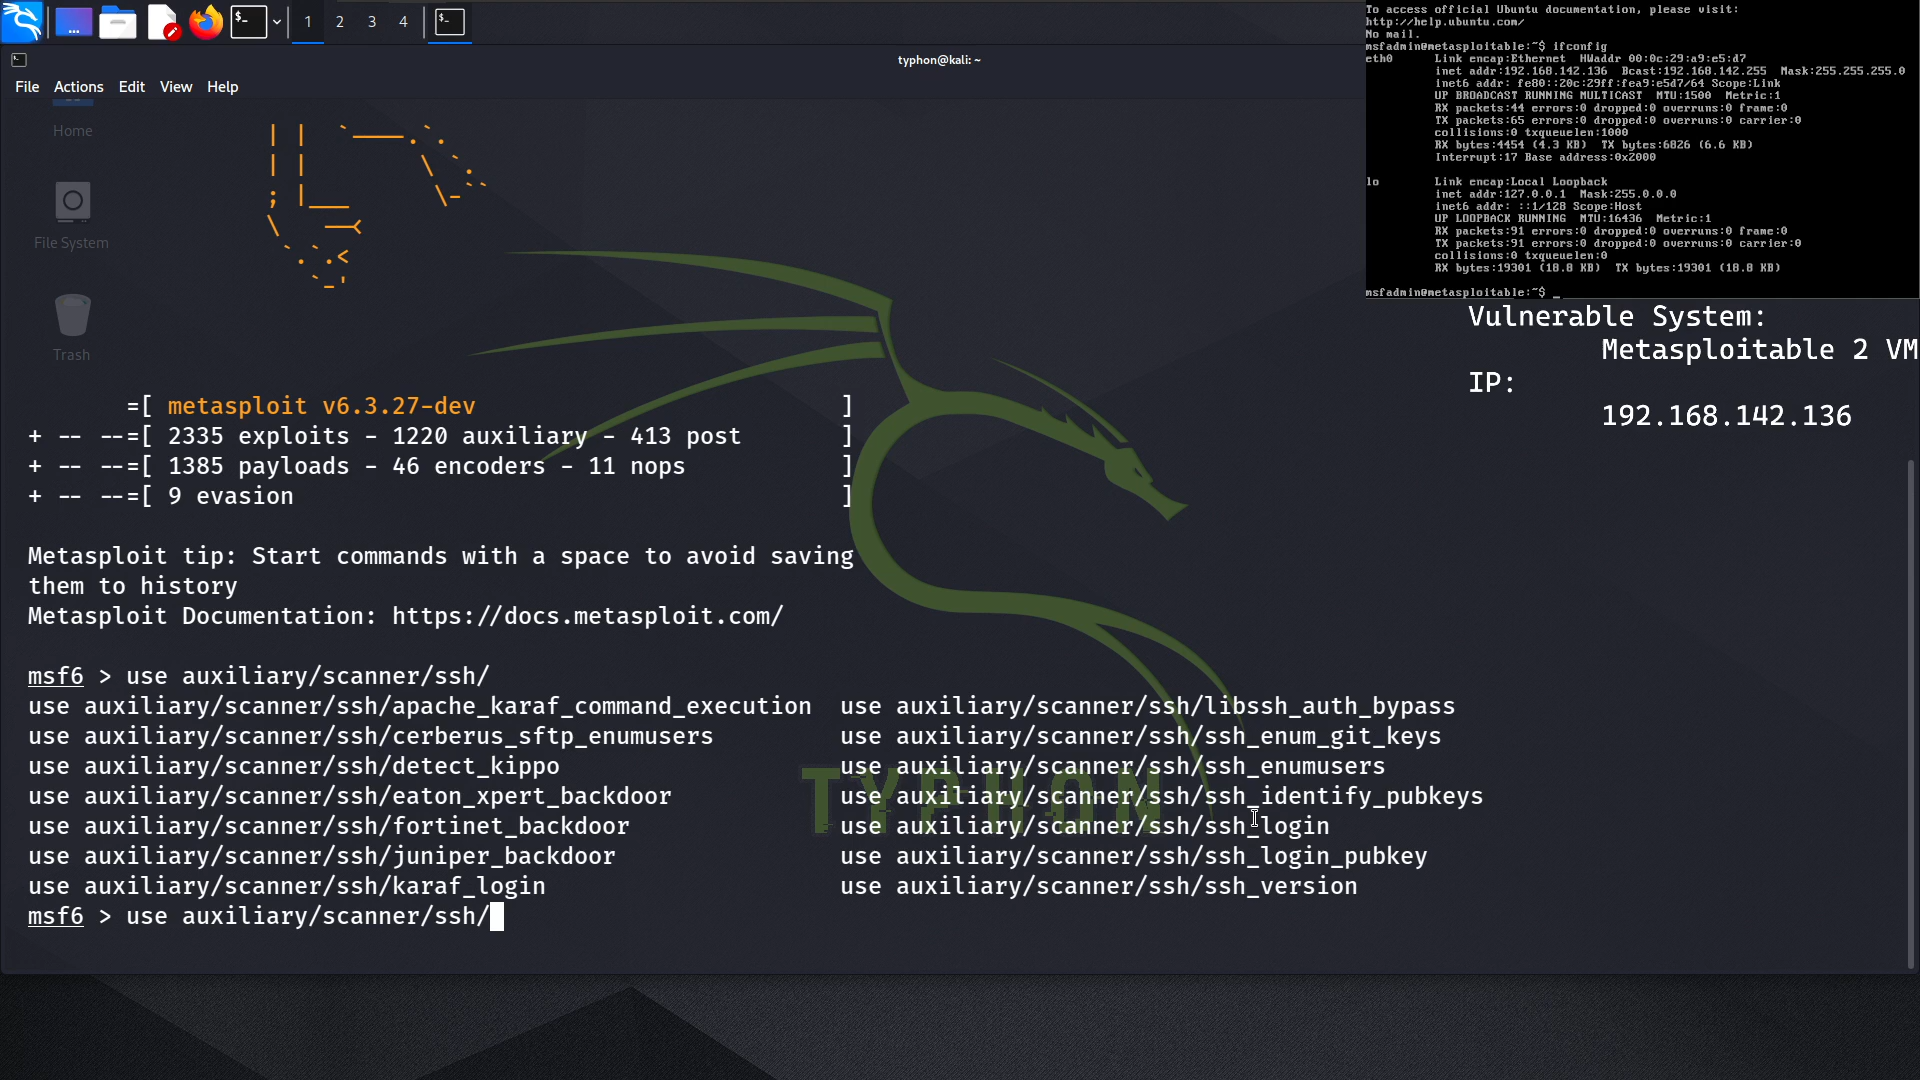 $-
...
1
2
3
4
$-
typhon@kali: ~
File Actions Edit View Help
Home
File System
Trash
To access official Ubuntu documentation, please visit:
http://help.ubuntu.com/
No mail.
msfadmin@metasploitable:~$ ifconfig
eth0 Link encap:Ethernet HWaddr 00:0c:29:a9:e5:d7
inet addr:192.168.142.136 Bcast:192.168.142.255 Mask:255.255.255.0
inet6 addr: fe80::20c:29ff:fea9:e5d7/64 Scope:Link
UP BROADCAST RUNNING MULTICAST MTU:1500 Metric:1
RX packets:44 errors:0 dropped:0 overruns:0 frame:0
TX packets:65 errors:0 dropped:0 overruns:0 carrier:0
collisions:0 txqueuelen:1000
RX bytes:4454 (4.3 KB) TX bytes:6826 (6.6 KB)
Interrupt:17 Base address:0x2000
lo Link encap:Local Loopback
inet addr:127.0.0.1 Mask:255.0.0.0
inet6 addr: ::1/128 Scope:Host
UP LOOPBACK RUNNING MTU:16436 Metric:1
RX packets:91 errors:0 dropped:0 overruns:0 frame:0
TX packets:91 errors:0 dropped:0 overruns:0 carrier:0
collisions:0 txqueuelen:0
RX bytes:19301 (18.8 KB) TX bytes:19301 (18.8 KB)
msfadmin@metasploitable:~$ _
Vulnerable System:
Metasploitable 2 VM
IP:
192.168.142.136
=[ metasploit v6.3.27-dev ]
+ -- --=[ 2335 exploits - 1220 auxiliary - 413 post ]
+ -- --=[ 1385 payloads - 46 encoders - 11 nops ]
+ -- --=[ 9 evasion ]
Metasploit tip: Start commands with a space to avoid saving
them to history
Metasploit Documentation: https://docs.metasploit.com/
msf6 > use auxiliary/scanner/ssh/
use auxiliary/scanner/ssh/apache_karaf_command_execution use auxiliary/scanner/ssh/libssh_auth_bypass
use auxiliary/scanner/ssh/cerberus_sftp_enumusers use auxiliary/scanner/ssh/ssh_enum_git_keys
use auxiliary/scanner/ssh/detect_kippo use auxiliary/scanner/ssh/ssh_enumusers
use auxiliary/scanner/ssh/eaton_xpert_backdoor use auxiliary/scanner/ssh/ssh_identify_pubkeys
use auxiliary/scanner/ssh/fortinet_backdoor use auxiliary/scanner/ssh/ssh_login
use auxiliary/scanner/ssh/juniper_backdoor use auxiliary/scanner/ssh/ssh_login_pubkey
use auxiliary/scanner/ssh/karaf_login use auxiliary/scanner/ssh/ssh_version
msf6 > use auxiliary/scanner/ssh/
TYPHON